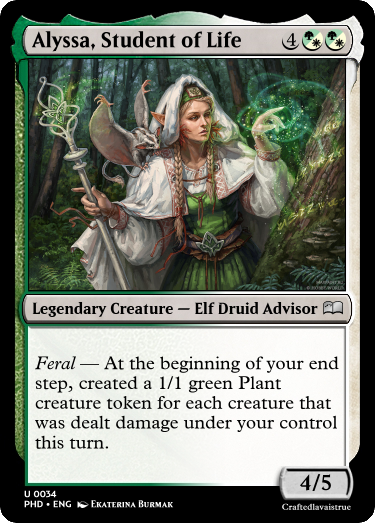 Alyssa, Student of Life 4
Legendary Creature — Elf Druid Advisor
Feral — At the beginning of your end
step, created a 1/1 green Plant
creature token for each creature that
was dealt damage under your control
this turn.
4/5
U 0034
PHD • ENG Ekaterina Burmak
Craftedlavaistrue